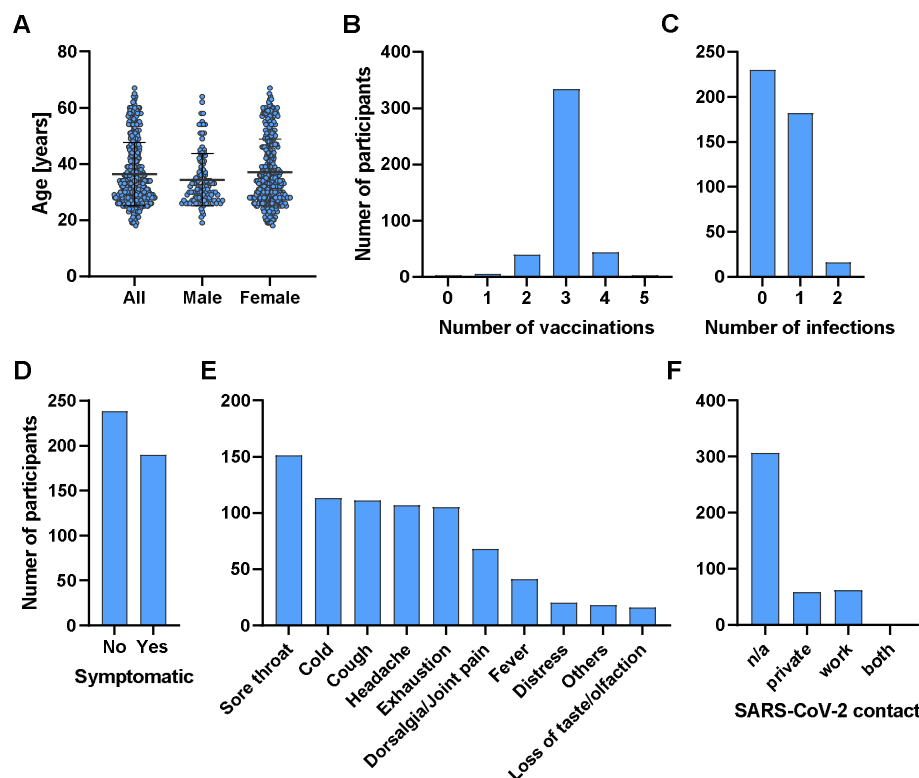 A
Age [years]
80
60
40
20
0
All Male Female
B
Numer of participants
400
300
200
100
0
0 1 2 3 4 5
Number of vaccinations
C
250
200
150
100
50
0
0 1 2
Number of infections
D
Numer of participants
250
200
150
100
50
0
No Yes
Symptomatic
E
200
150
100
50
0
Sore throat
Cold
Cough
Headache
Exhaustion
Dorsalgia/Joint pain
Fever
Distress
Others
Loss of taste/olfaction
F
400
300
200
100
0
n/a
private
work
both
SARS-CoV-2 contact